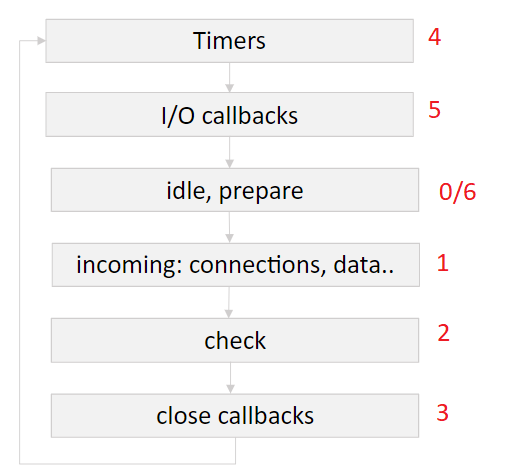 Timers 4
I/O callbacks 5
idle, prepare 0/6
incoming: connections, data.. 1
check 2
close callbacks 3